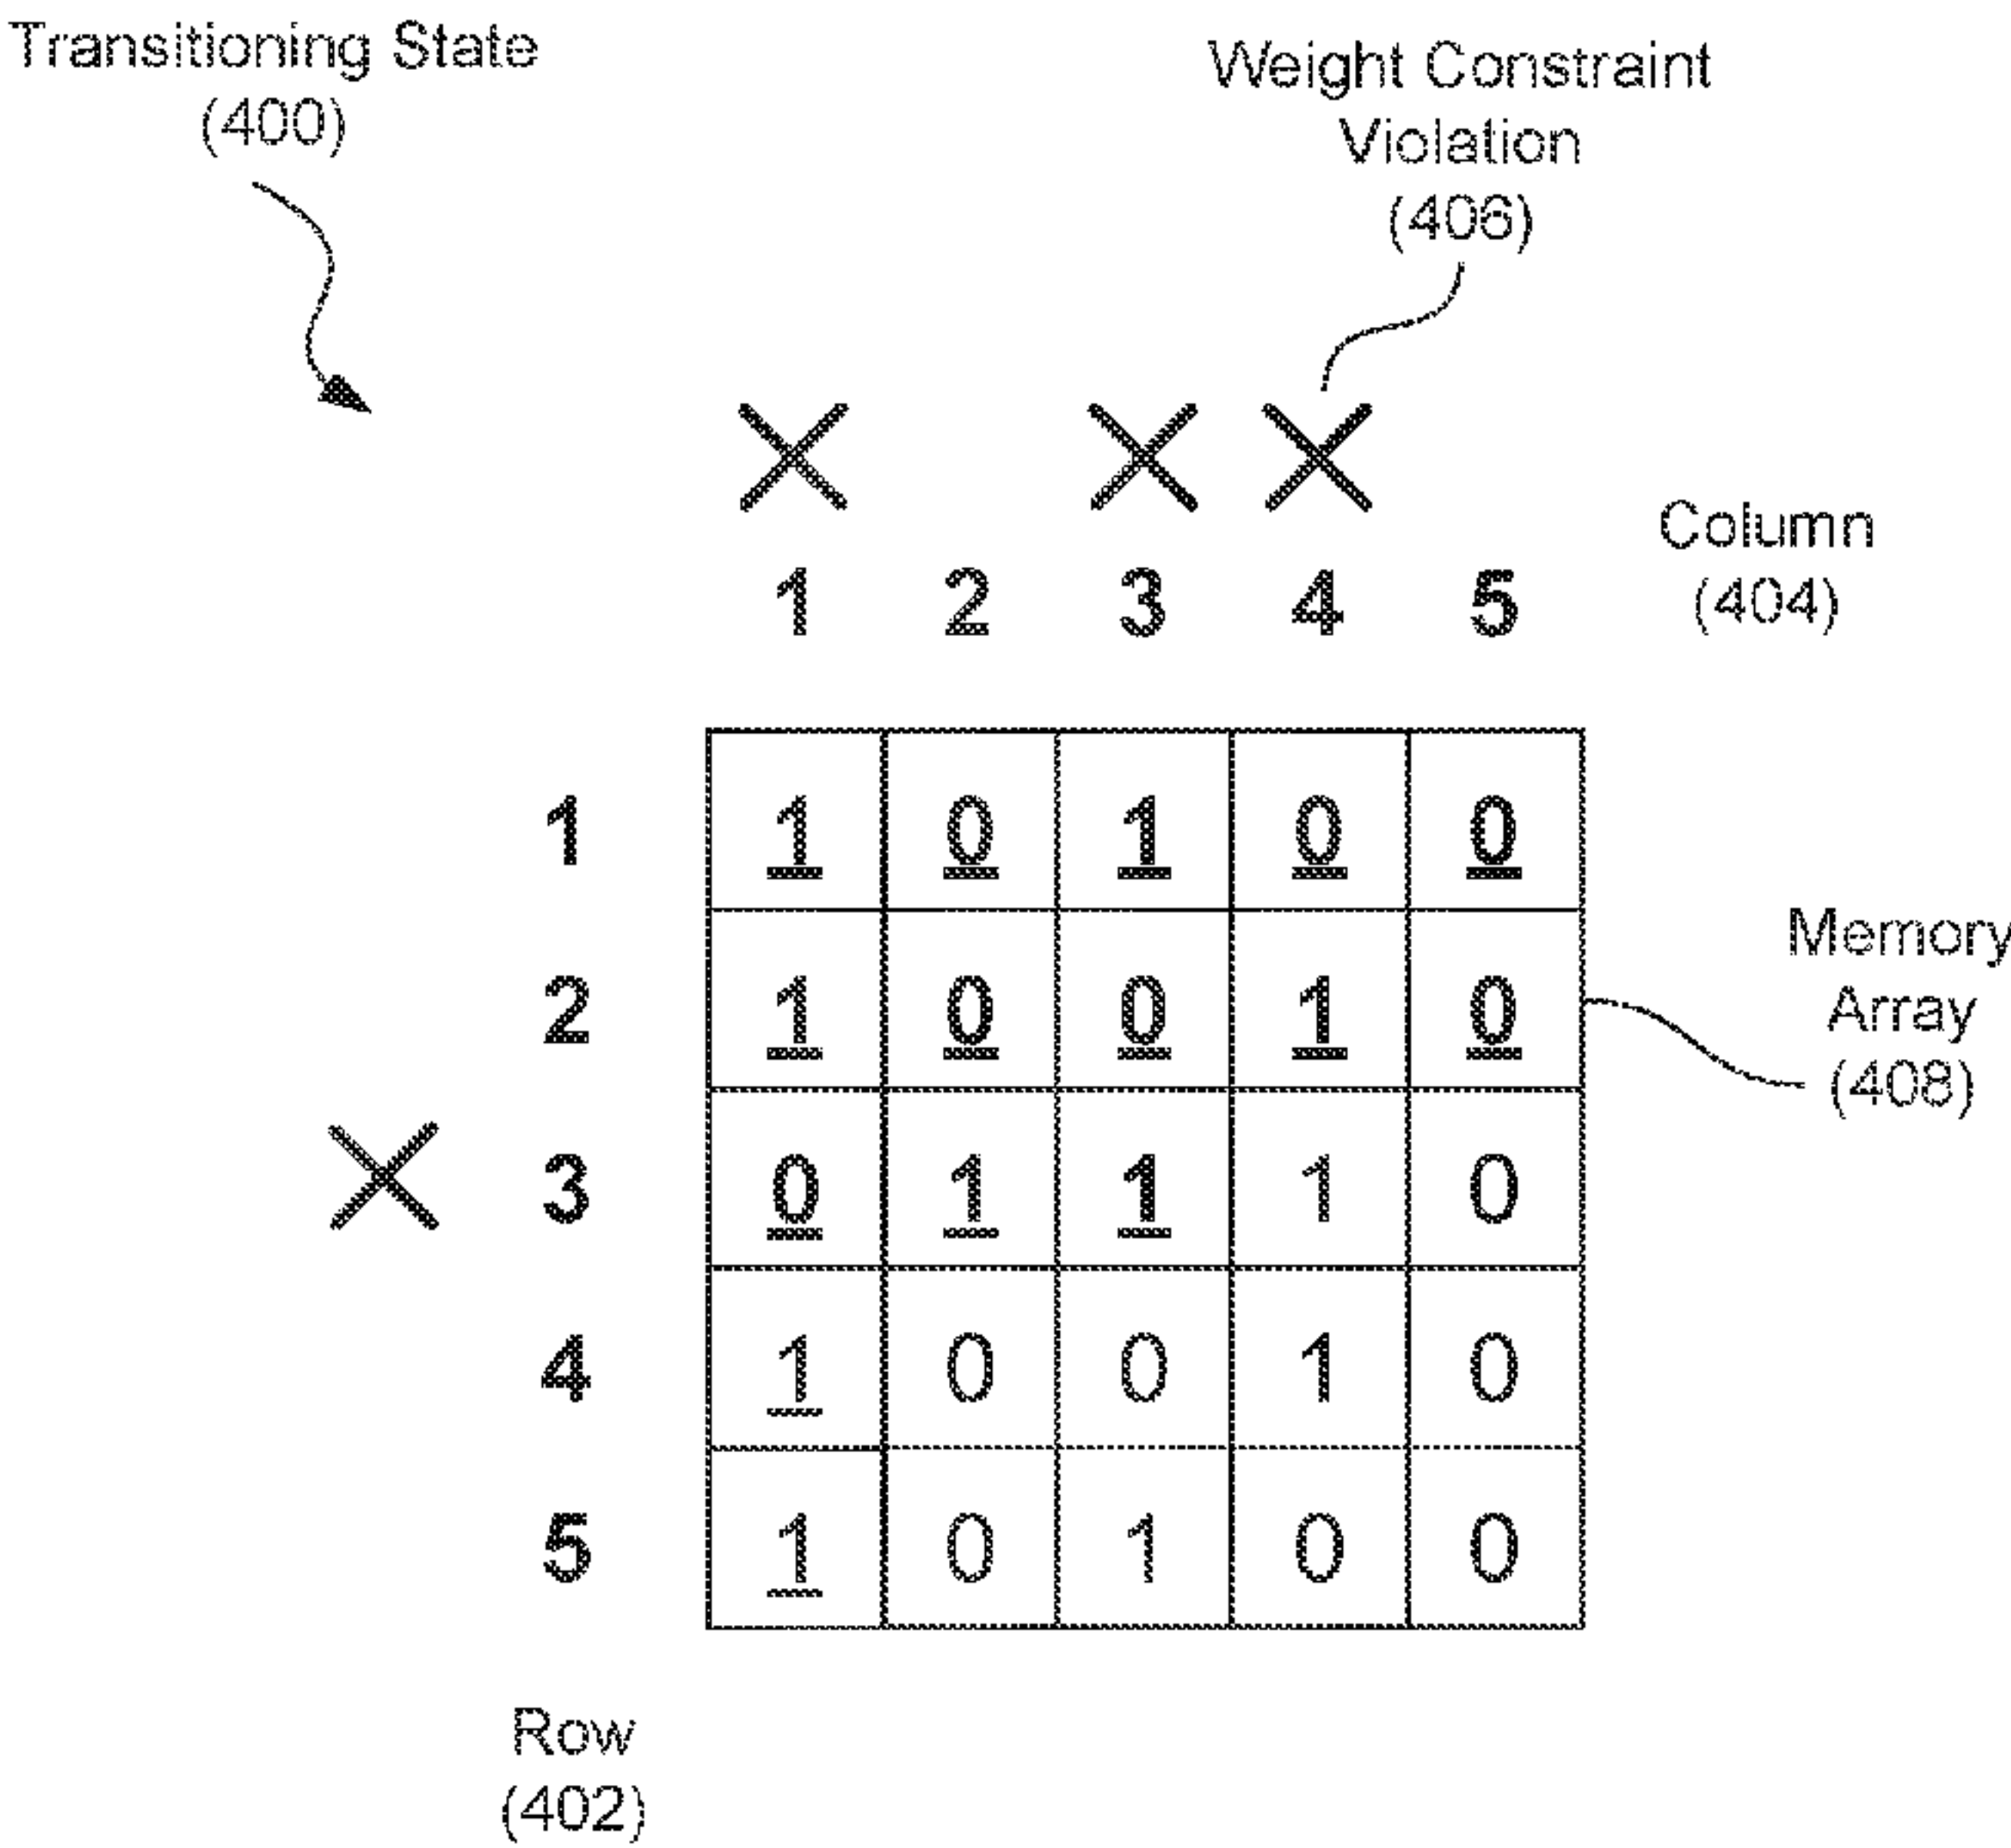 Transitioning State
(400)
Weight Constraint
Violation
(406)
Column
(404)
1 2 3 4 5
1 1 0 1 0 0
2 1 0 0 1 0
Memory
Array
(408)
3 0 1 1 1 0
4 1 0 0 1 0
5 1 0 1 0 0
Row
(402)